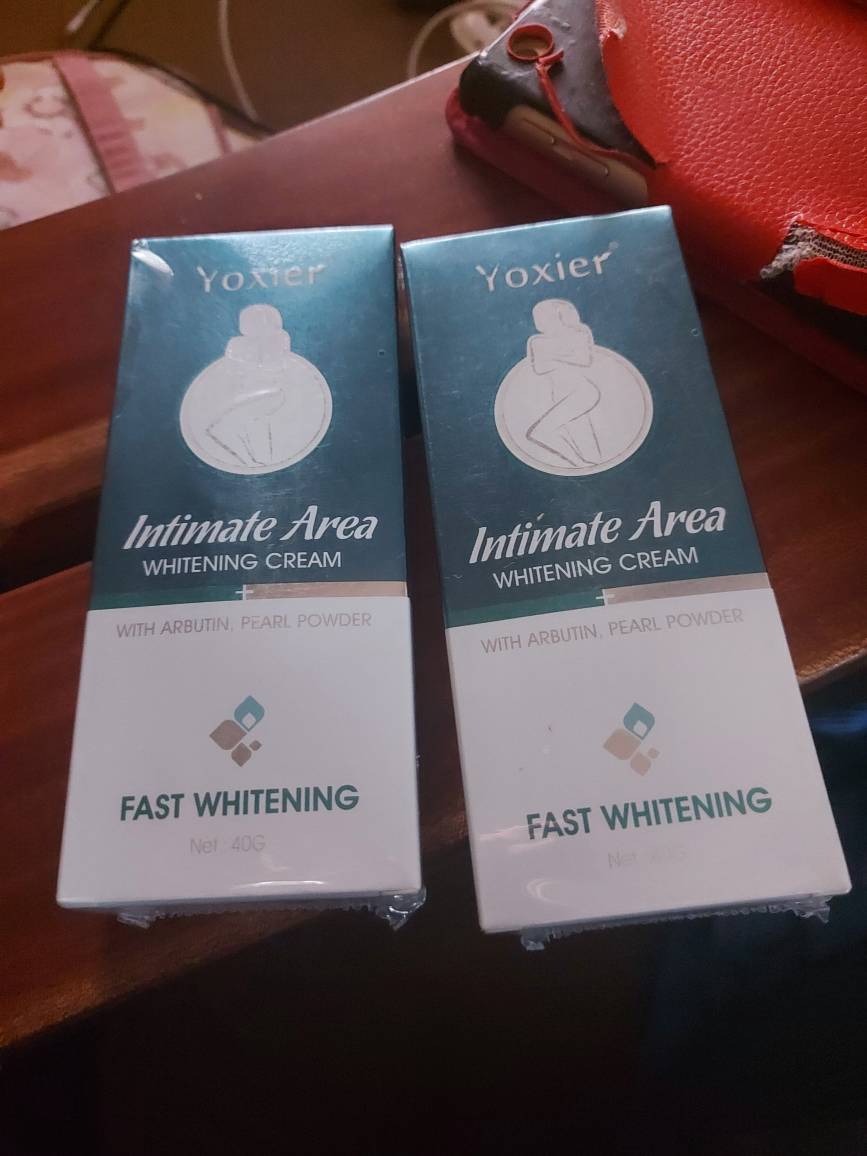 Yoxier®
Intimate Area
WHITENING CREAM
WITH ARBUTIN, PEARL POWDER
FAST WHITENING
Net : 40G
Yoxier®
Intimate Area
WHITENING CREAM
WITH ARBUTIN, PEARL POWDER
FAST WHITENING
Net